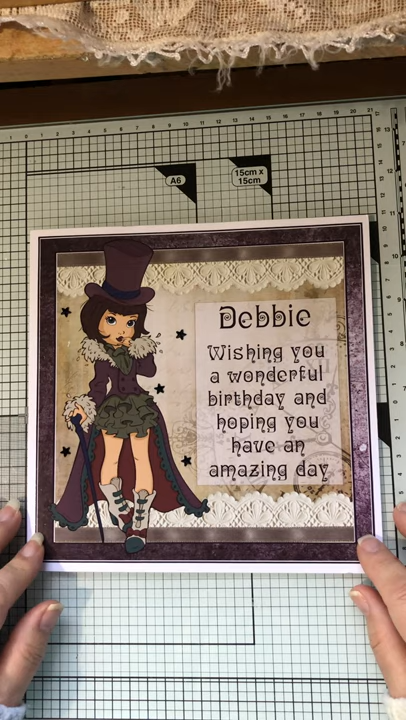 A6
15cm x
15cm
Debbie
Wishing you
a wonderful
birthday and
hoping you
have an
amazing day